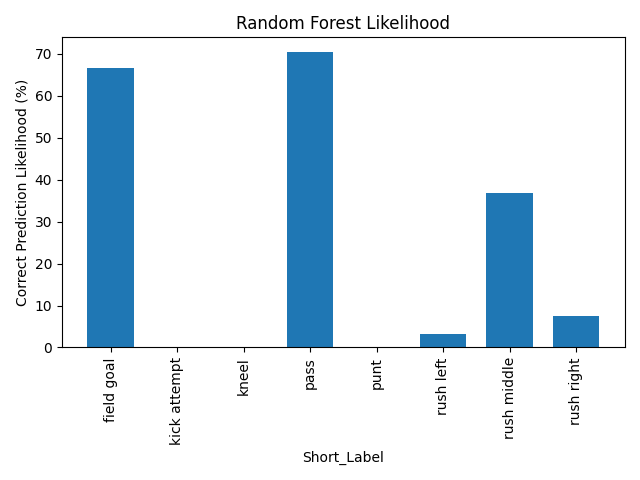 Random Forest Likelihood
Correct Prediction Likelihood (%)
70
60
50
40
30
20
10
0
field goal
kick attempt
kneel
pass
punt
rush left
rush middle
rush right
Short_Label